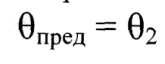 θпред = θ2